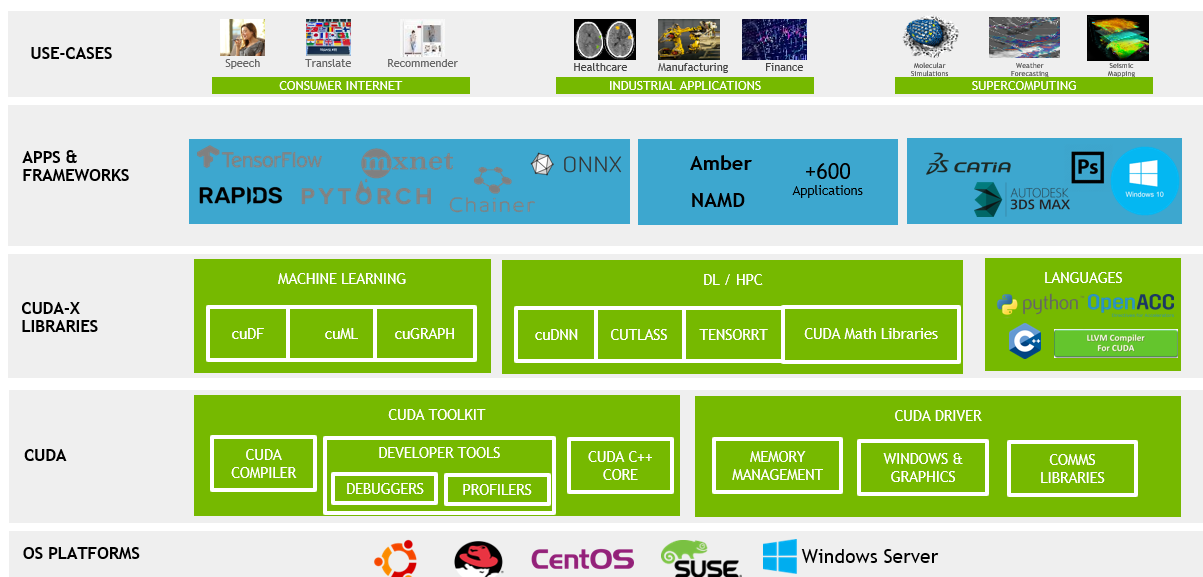 USE-CASES
Speech
Translate
Recommender
CONSUMER INTERNET
Healthcare
Manufacturing
Finance
INDUSTRIAL APPLICATIONS
Molecular
Simulations
Weather
Forecasting
Seismic
Mapping
SUPERCOMPUTING
APPS &
FRAMEWORKS
TensorFlow
mxnet
ONNX
RAPIDS
PYTORCH
Chainer
Amber
NAMD
+600
Applications
CATIA
Ps
AUTODESK
3DS MAX
Windows 10
CUDA-X
LIBRARIES
MACHINE LEARNING
cuDF
cuML
cuGRAPH
DL / HPC
cuDNN
CUTLASS
TENSORRT
CUDA Math Libraries
LANGUAGES
python
OpenACC
C++
LLVM Compiler
For CUDA
CUDA
CUDA TOOLKIT
CUDA
COMPILER
DEVELOPER TOOLS
DEBUGGERS
PROFILERS
CUDA C++
CORE
CUDA DRIVER
MEMORY
MANAGEMENT
WINDOWS &
GRAPHICS
COMMS
LIBRARIES
OS PLATFORMS
CentOS
SUSE
Windows Server